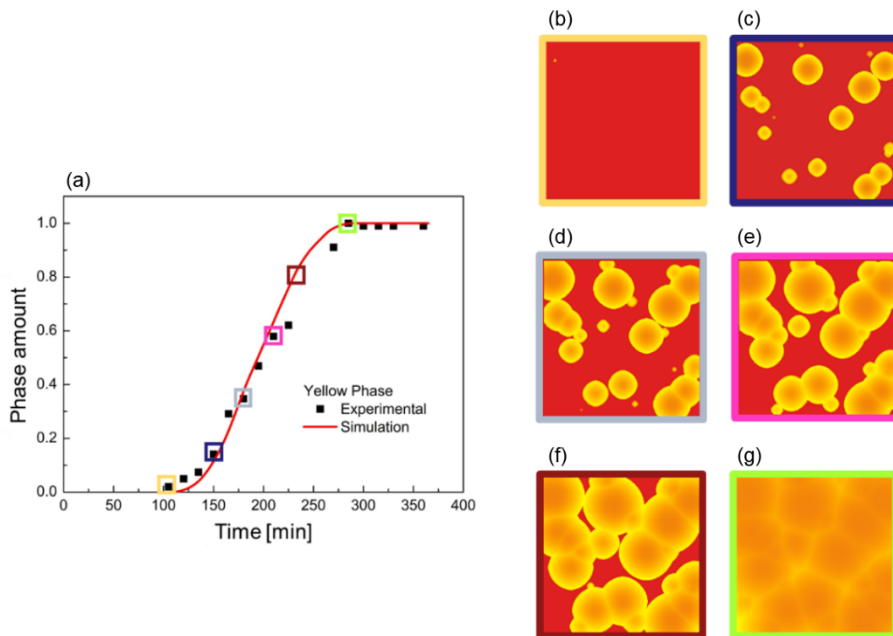 (a)
1.0
0.8
0.6
0.4
0.2
0.0
Phase amount
Yellow Phase
Experimental
Simulation
0 50 100 150 200 250 300 350 400
Time [min]
(b) (c)
(d) (e)
(f) (g)